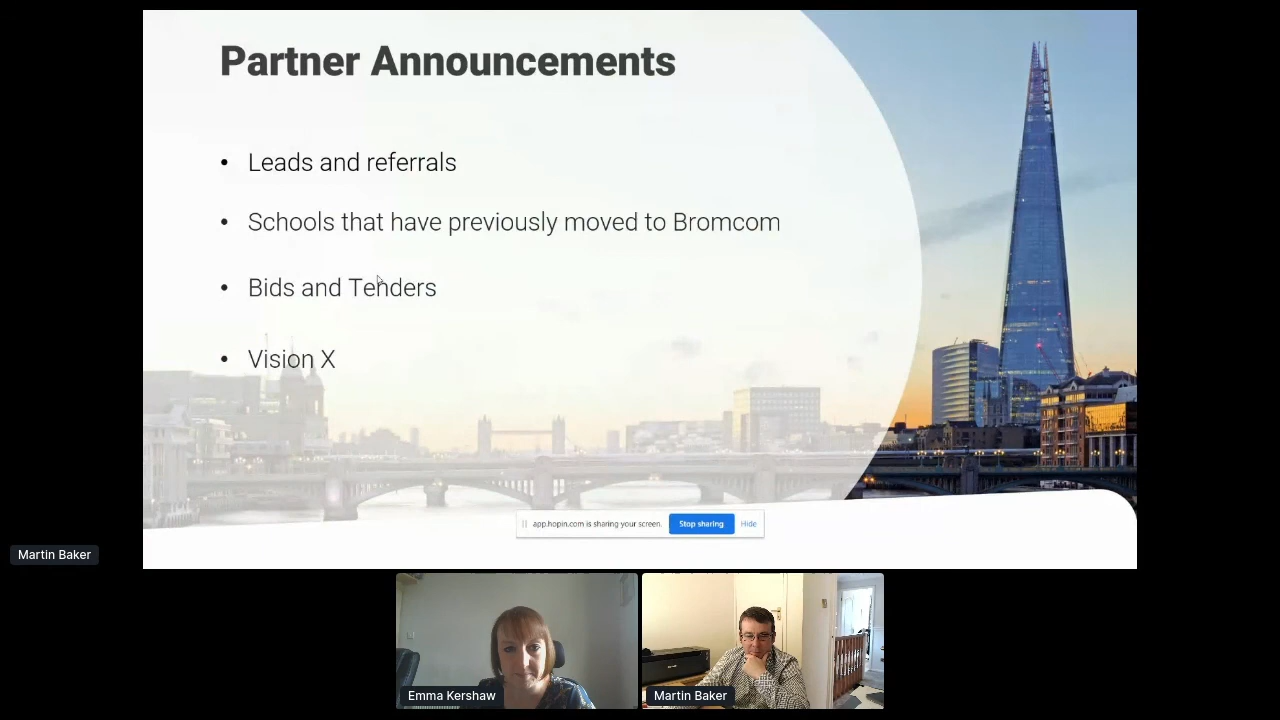 Partner Announcements
• Leads and referrals
• Schools that have previously moved to Bromcom
• Bids and Tenders
• Vision X
app.hopin.com is sharing your screen. Stop sharing Hide
Martin Baker
Emma Kershaw
Martin Baker